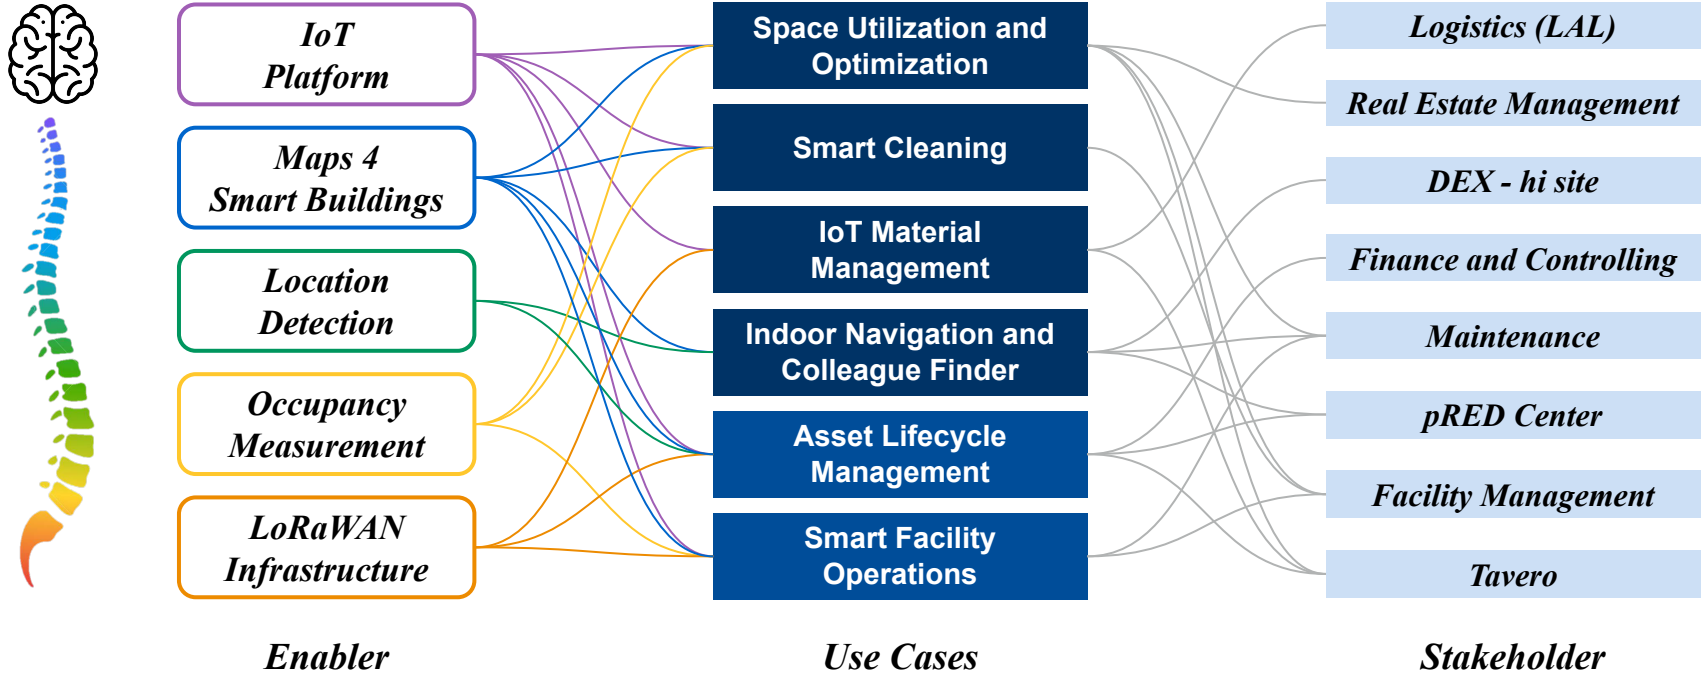 IoT
Platform
Maps 4
Smart Buildings
Location
Detection
Occupancy
Measurement
LoRaWAN
Infrastructure
Enabler
Space Utilization and
Optimization
Smart Cleaning
IoT Material
Management
Indoor Navigation and
Colleague Finder
Asset Lifecycle
Management
Smart Facility
Operations
Use Cases
Logistics (LAL)
Real Estate Management
DEX - hi site
Finance and Controlling
Maintenance
pRED Center
Facility Management
Tavero
Stakeholder